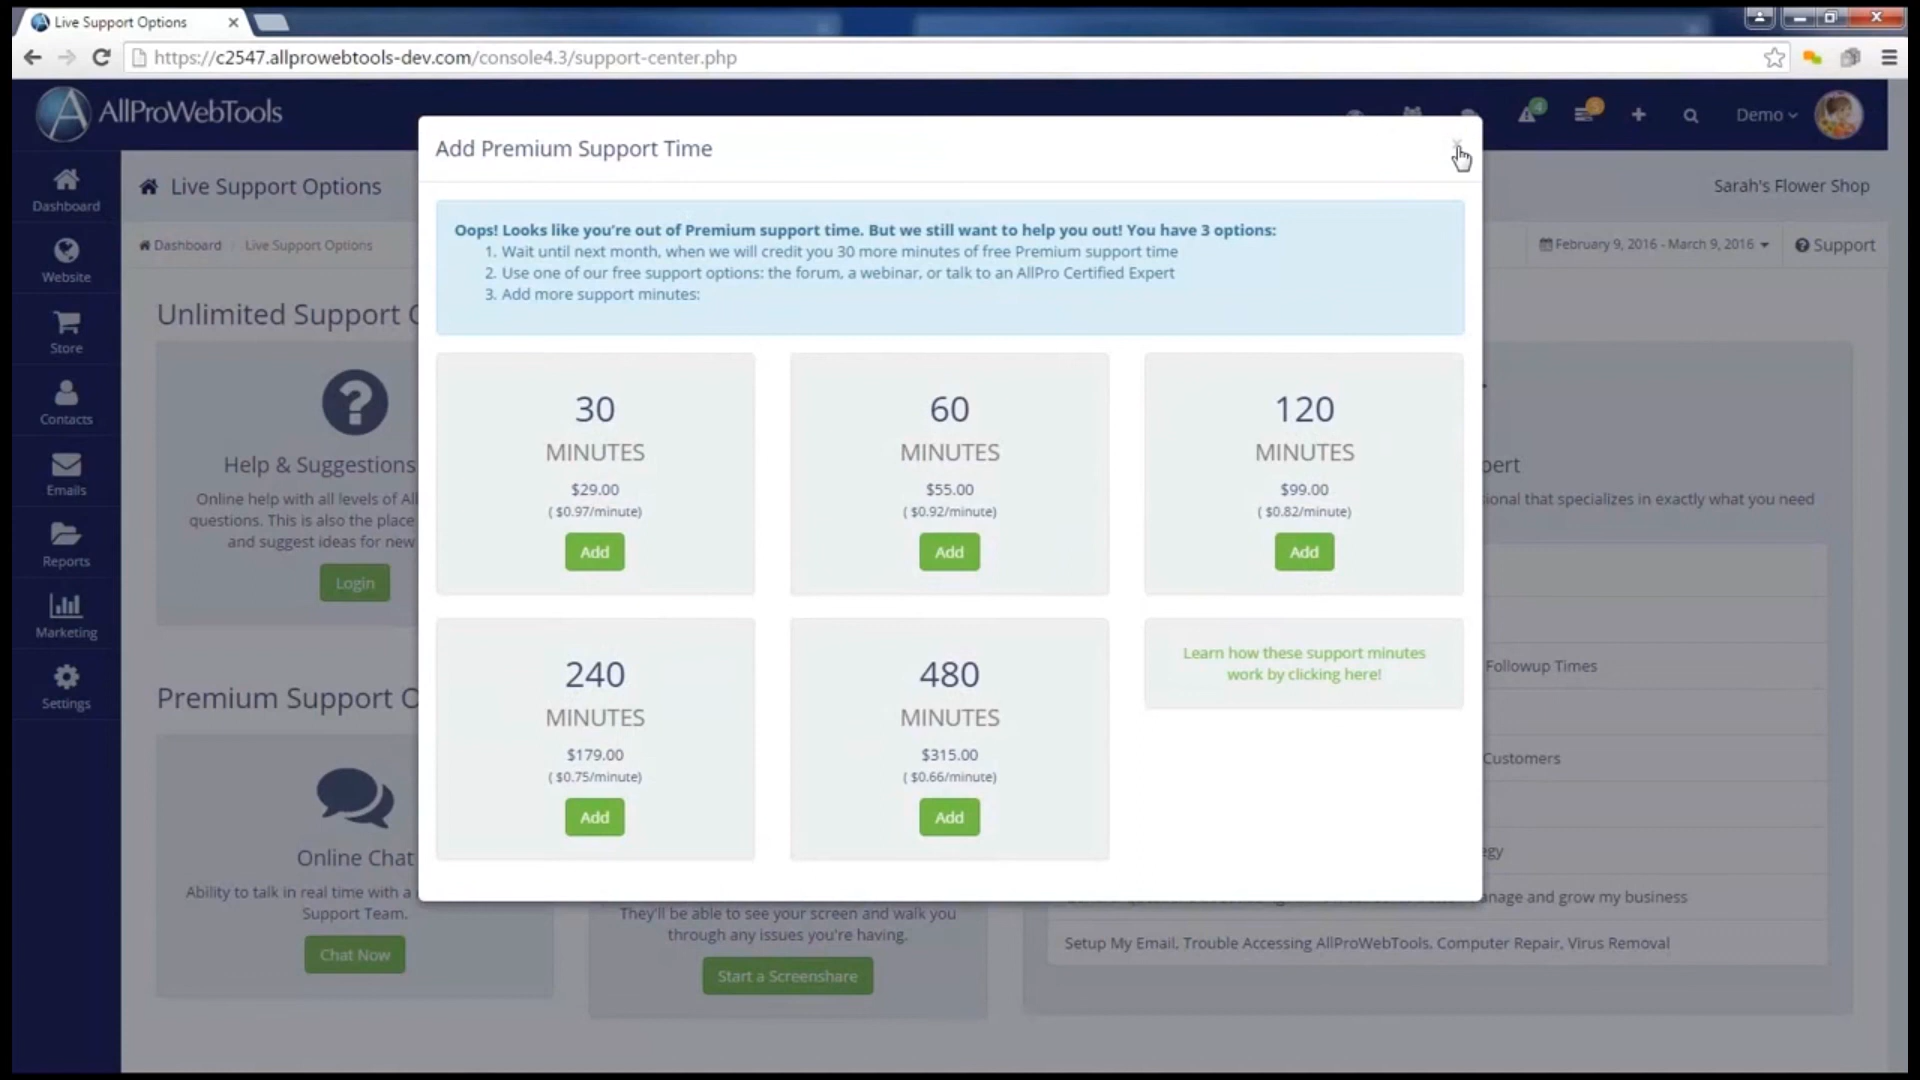 Live Support Options
https://c2547.allprowebtools-dev.com/console4.3/support-center.php
AllProWebTools
4
Demo
Dashboard
Website
Store
Contacts
Emails
Reports
Marketing
Settings
Live Support Options
Sarah's Flower Shop
Dashboard
Live Support Options
February 9, 2016 - March 9, 2016
Support
Unlimited Support
Help & Suggestions
Online help with all levels of
questions. This is also the place
and suggest ideas for new
Login
Premium Support
Online Chat
Ability to talk in real time with a
Support Team.
Chat Now
They'll be able to see your screen and walk you
through any issues you're having.
Start a Screenshare
that specializes in exactly what you need
Followup Times
Customers
and grow my business
Setup My Email, Trouble Accessing AllProWebTools, Computer Repair, Virus Removal
Add Premium Support Time
Oops! Looks like you're out of Premium support time. But we still want to help you out! You have 3 options:
1. Wait until next month, when we will credit you 30 more minutes of free Premium support time
2. Use one of our free support options: the forum, a webinar, or talk to an AllPro Certified Expert
3. Add more support minutes:
30
MINUTES
$29.00
( $0.97/minute)
Add
60
MINUTES
$55.00
( $0.92/minute)
Add
120
MINUTES
$99.00
( $0.82/minute)
Add
240
MINUTES
$179.00
( $0.75/minute)
Add
480
MINUTES
$315.00
( $0.66/minute)
Add
Learn how these support minutes
work by clicking here!